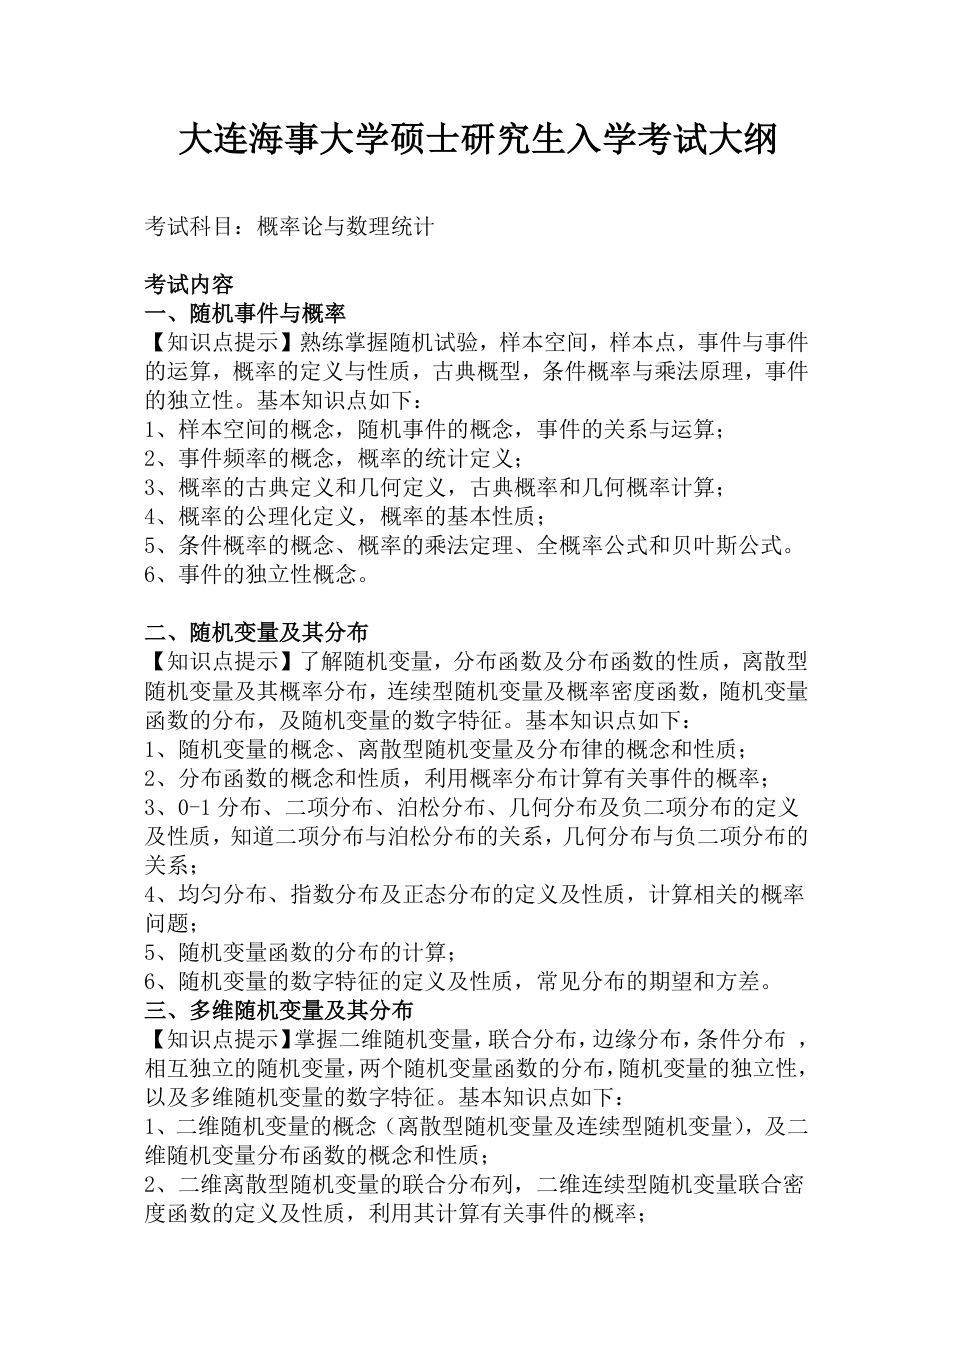 大连海事大学硕士研究生入学考试大纲
考试科目：概率论与数理统计
考试内容
一、随机事件与概率
【知识点提示】熟练掌握随机试验，样本空间，样本点，事件与事件
的运算，概率的定义与性质，古典概型，条件概率与乘法原理，事件
的独立性。基本知识点如下：
1、样本空间的概念，随机事件的概念，事件的关系与运算；
2、事件频率的概念，概率的统计定义；
3、概率的古典定义和几何定义，古典概率和几何概率计算；
4、概率的公理化定义，概率的基本性质；
5、条件概率的概念、概率的乘法定理、全概率公式和贝叶斯公式。
6、事件的独立性概念。
二、随机变量及其分布
【知识点提示】了解随机变量，分布函数及分布函数的性质，离散型
随机变量及其概率分布，连续型随机变量及概率密度函数，随机变量
函数的分布，及随机变量的数字特征。基本知识点如下：
1、随机变量的概念、离散型随机变量及分布律的概念和性质；
2、分布函数的概念和性质，利用概率分布计算有关事件的概率；
3、0-1 分布、二项分布、泊松分布、几何分布及负二项分布的定义
及性质，知道二项分布与泊松分布的关系，几何分布与负二项分布的
关系；
4、均匀分布、指数分布及正态分布的定义及性质，计算相关的概率
问题；
5、随机变量函数的分布的计算；
6、随机变量的数字特征的定义及性质，常见分布的期望和方差。
三、多维随机变量及其分布
【知识点提示】掌握二维随机变量，联合分布，边缘分布，条件分布 ，
相互独立的随机变量，两个随机变量函数的分布，随机变量的独立性，
以及多维随机变量的数字特征。基本知识点如下：
1、二维随机变量的概念（离散型随机变量及连续型随机变量），及二
维随机变量分布函数的概念和性质；
2、二维离散型随机变量的联合分布列，二维连续型随机变量联合密
度函数的定义及性质，利用其计算有关事件的概率；